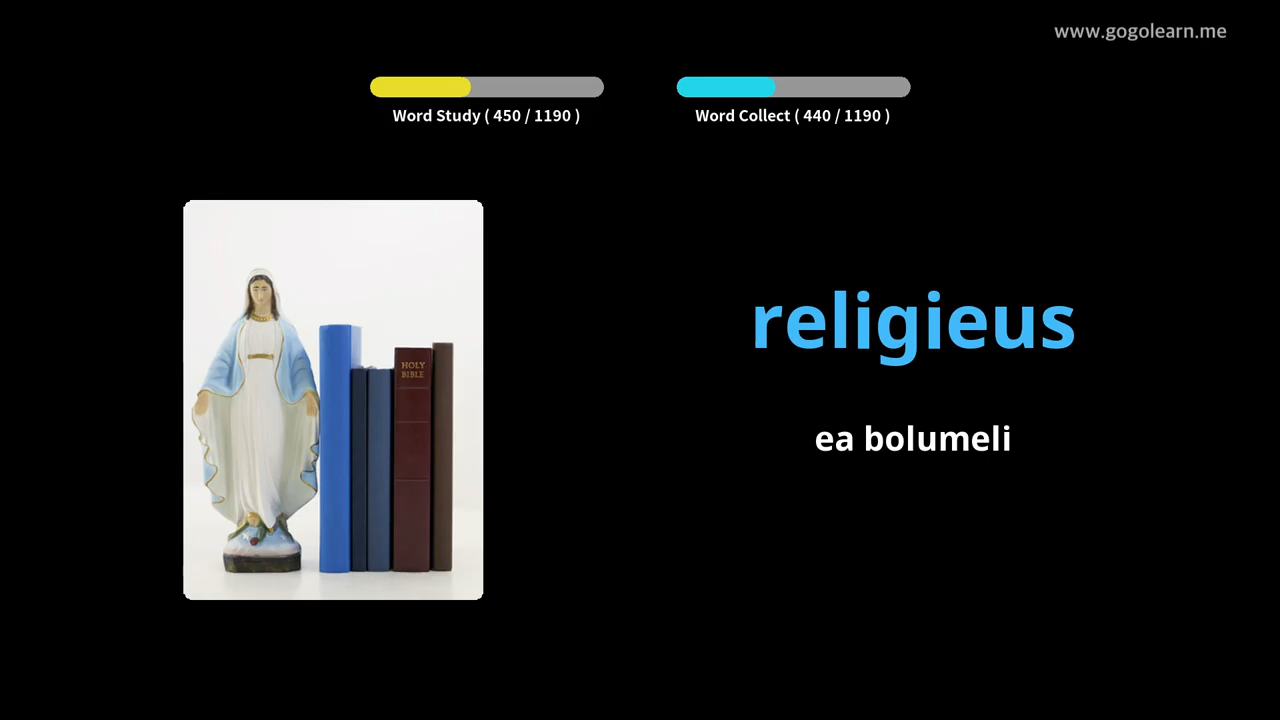 www.gogolearn.me
Word Study ( 450 / 1190 )
Word Collect ( 440 / 1190 )
HOLY
BIBLE
religieus
ea bolumeli